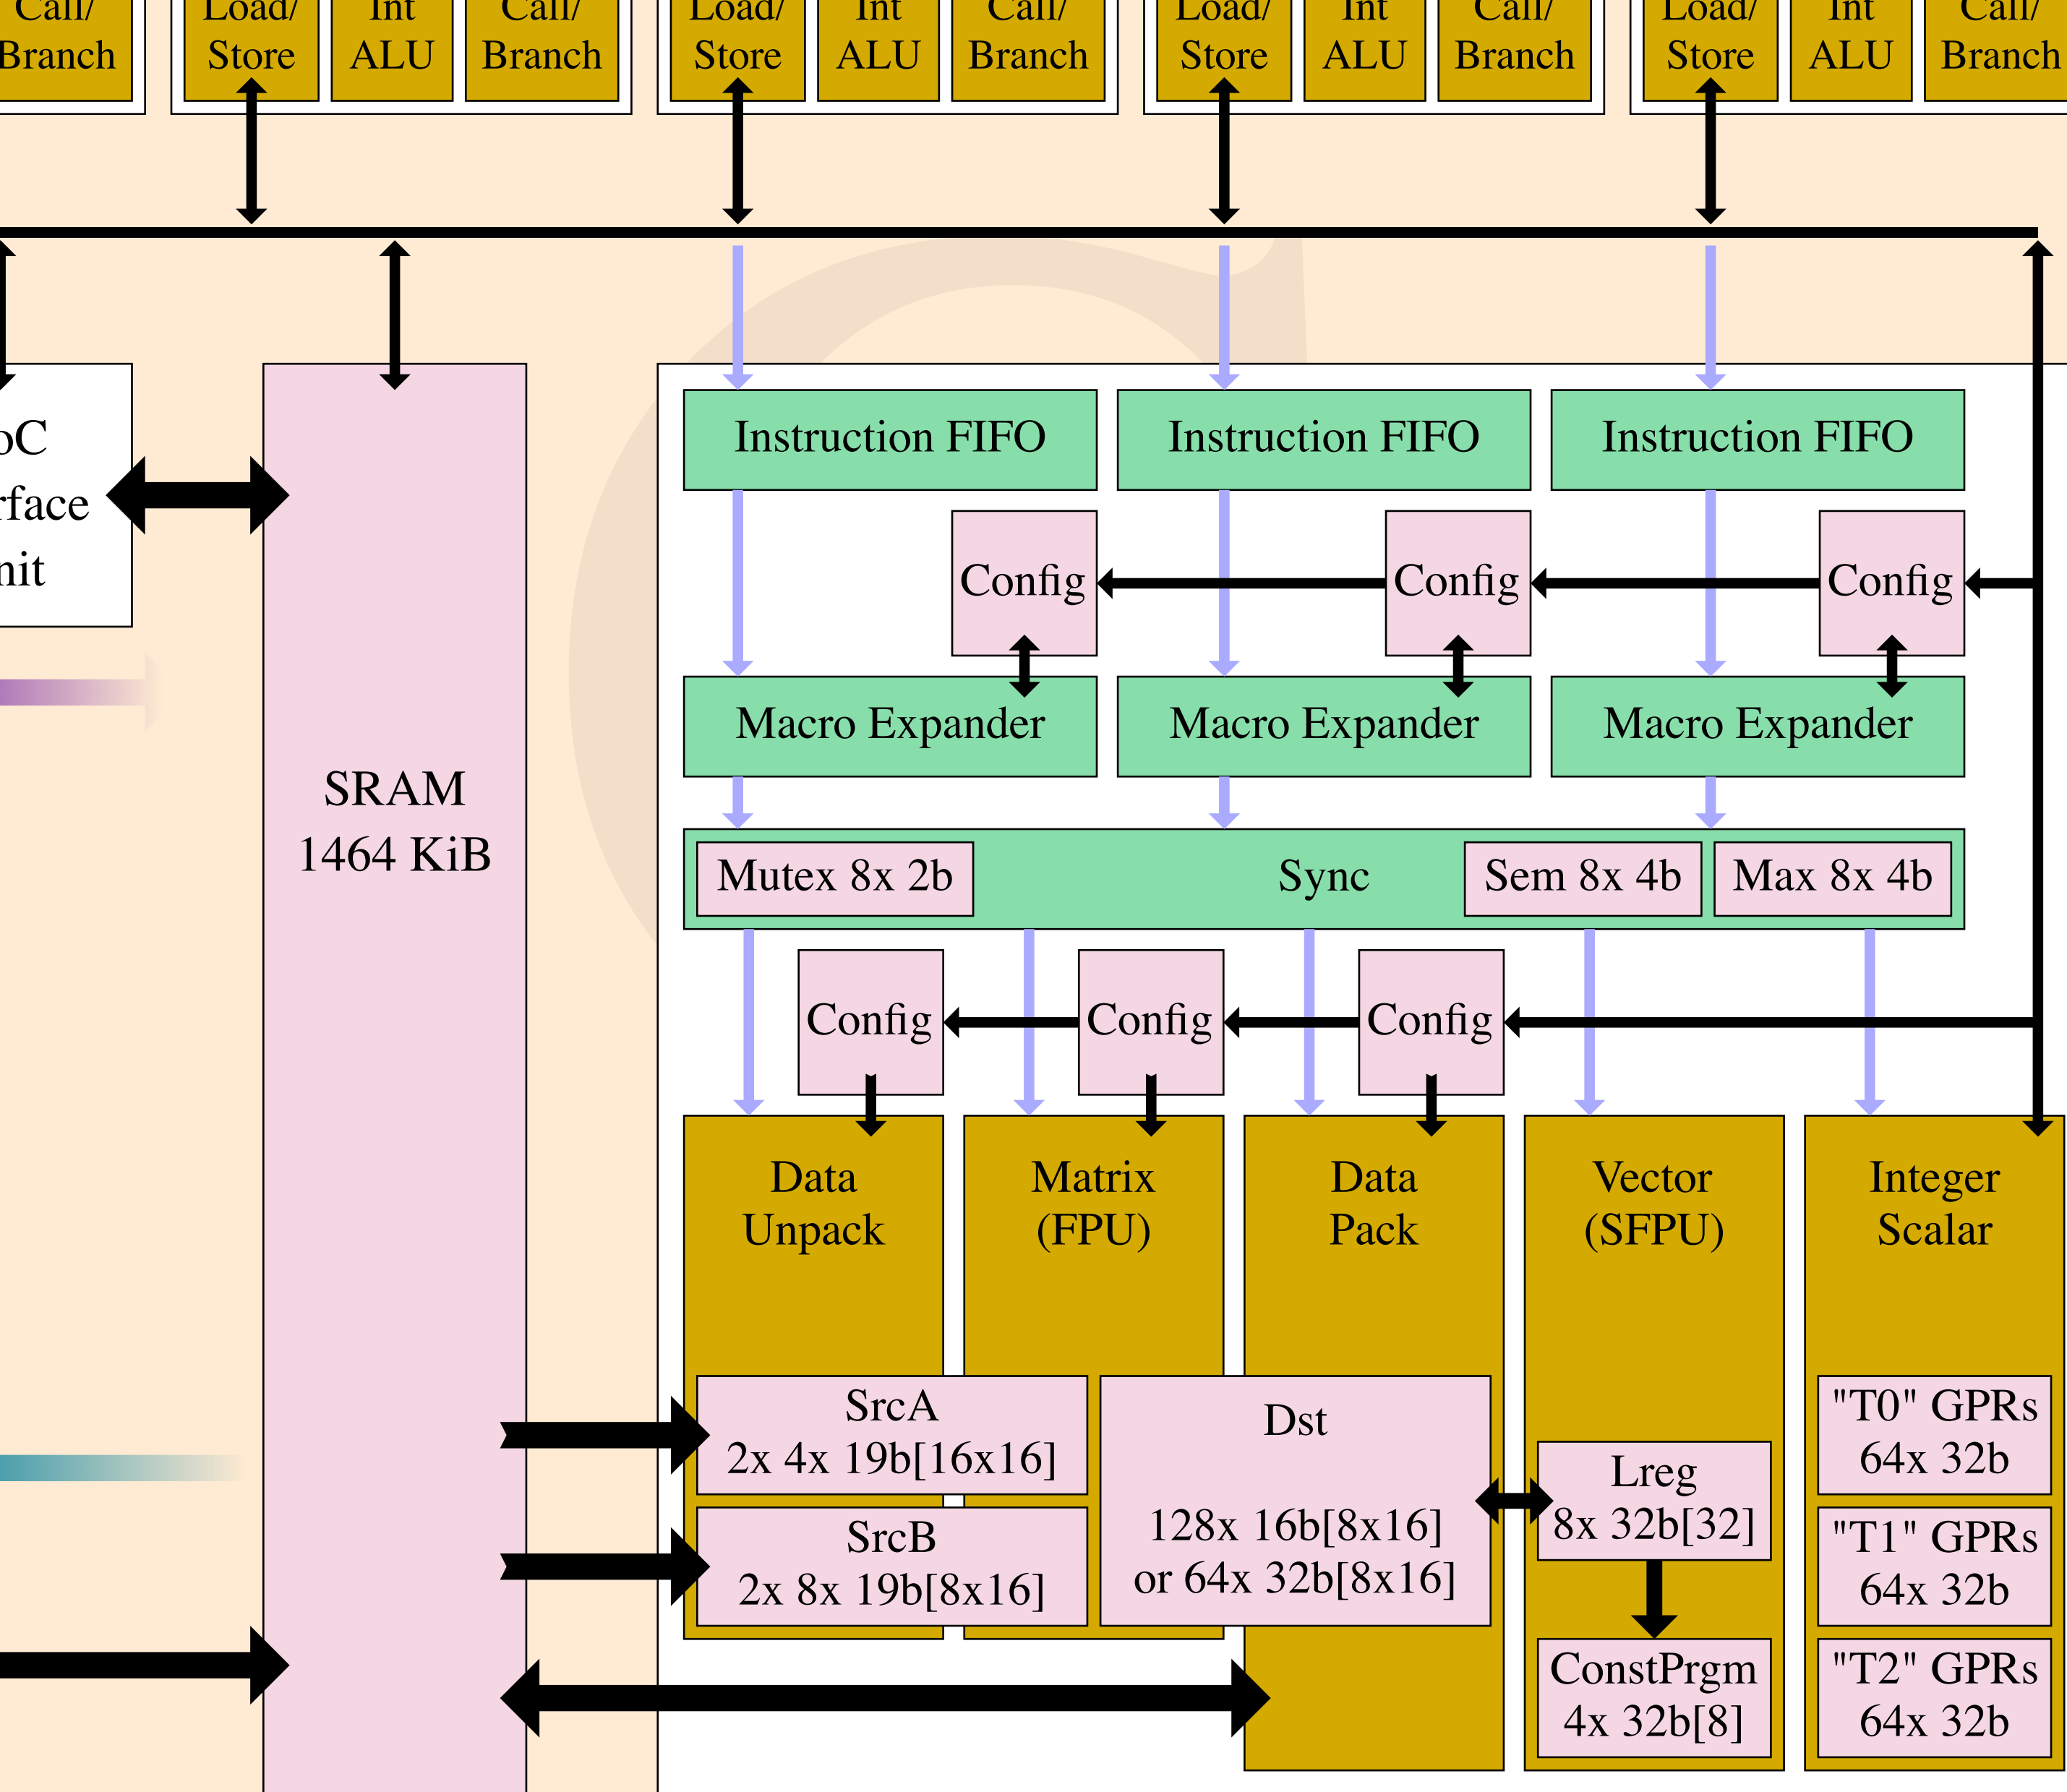 Call/
Branch
Load/
Store
Int
ALU
Call/
Branch
Load/
Store
Int
ALU
Call/
Branch
Load/
Store
Int
ALU
Call/
Branch
Load/
Store
Int
ALU
Call/
Branch
oC
rface
nit
SRAM
1464 KiB
Instruction FIFO
Instruction FIFO
Instruction FIFO
Config
Config
Config
Macro Expander
Macro Expander
Macro Expander
Mutex 8x 2b
Sync
Sem 8x 4b
Max 8x 4b
Config
Config
Config
Data
Unpack
Matrix
(FPU)
Data
Pack
Vector
(SFPU)
Integer
Scalar
SrcA
2x 4x 19b[16x16]
SrcB
2x 8x 19b[8x16]
Dst
128x 16b[8x16]
or 64x 32b[8x16]
Lreg
8x 32b[32]
ConstPrgm
4x 32b[8]
"T0" GPRs
64x 32b
"T1" GPRs
64x 32b
"T2" GPRs
64x 32b